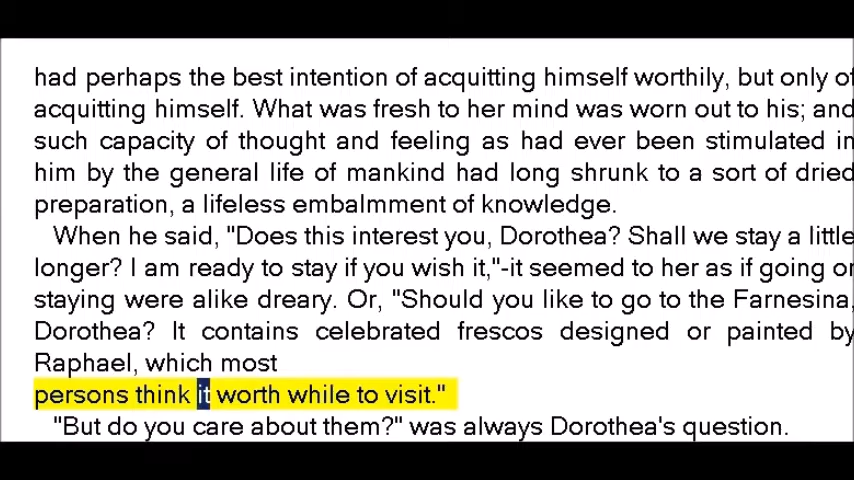 had perhaps the best intention of acquitting himself worthily, but only of
acquitting himself. What was fresh to her mind was worn out to his; and
such capacity of thought and feeling as had ever been stimulated in
him by the general life of mankind had long shrunk to a sort of dried
preparation, a lifeless embalmment of knowledge.
When he said, "Does this interest you, Dorothea? Shall we stay a little
longer? I am ready to stay if you wish it,"-it seemed to her as if going or
staying were alike dreary. Or, "Should you like to go to the Farnesina,
Dorothea? It contains celebrated frescos designed or painted by
Raphael, which most
persons think it worth while to visit."
"But do you care about them?" was always Dorothea's question.